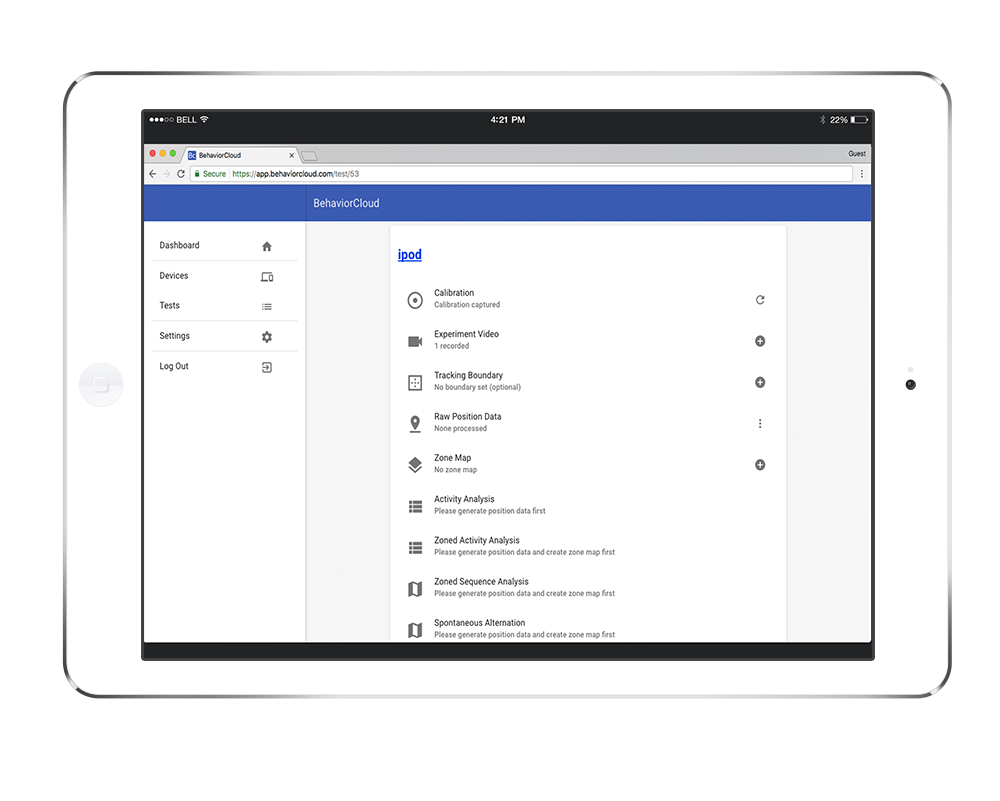 BELL
4:21 PM
22%
Bc BehaviorCloud
Guest
Secure https://app.behaviorcloud.com/test/53
BehaviorCloud
Dashboard
Devices
Tests
Settings
Log Out
ipod
Calibration
Calibration captured
Experiment Video
1 recorded
Tracking Boundary
No boundary set (optional)
Raw Position Data
None processed
Zone Map
No zone map
Activity Analysis
Please generate position data first
Zoned Activity Analysis
Please generate position data and create zone map first
Zoned Sequence Analysis
Please generate position data and create zone map first
Spontaneous Alternation
Please generate position data and create zone map first